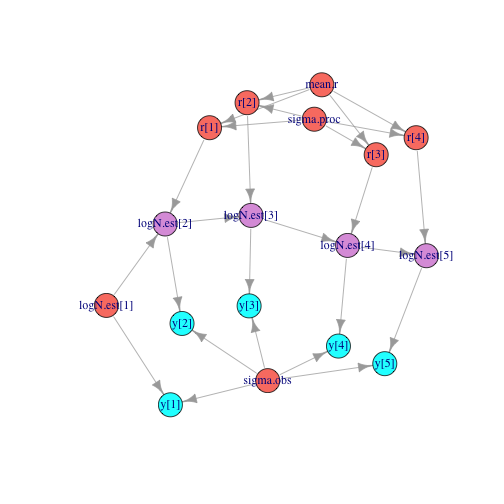 mean.r
r[2]
sigma.proc
r[1]
r[4]
r[3]
logN.est[3]
logN.est[2]
logN.est[4]
logN.est[5]
logN.est[1]
y[3]
y[2]
y[4]
y[5]
sigma.obs
y[1]